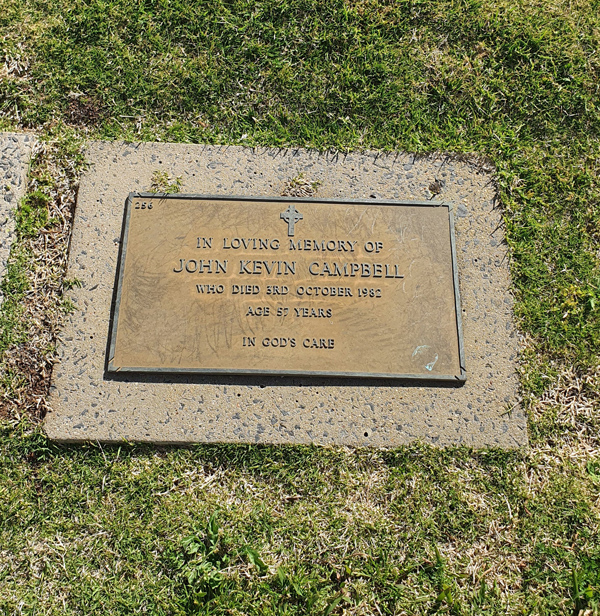 256
IN LOVING MEMORY OF
JOHN KEVIN CAMPBELL
WHO DIED 3RD OCTOBER 1982
AGE 57 YEARS
IN GOD'S CARE